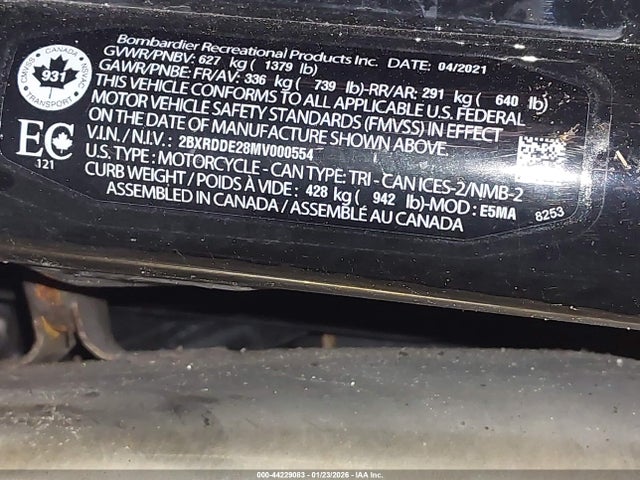 Bombardier Recreational Products Inc. DATE: 04/2021
GVWR/PNBV: 627 kg ( 1379 lb)
GAWR/PNBE: FR/AV: 336 kg ( 739 lb)-RR/AR: 291 kg ( 640 lb)
THIS VEHICLE CONFORMS TO ALL APPLICABLE U.S. FEDERAL
MOTOR VEHICLE SAFETY STANDARDS (FMVSS) IN EFFECT
ON THE DATE OF MANUFACTURE SHOWN ABOVE.
V.I.N. / N.I.V. : 2BXRDDE28MV000554
U.S. TYPE : MOTORCYCLE - CAN TYPE: TRI - CAN ICES-2/NMB-2
CURB WEIGHT / POIDS À VIDE : 428 kg ( 942 lb)-MOD : E5MA
ASSEMBLED IN CANADA / ASSEMBLÉ AU CANADA
8253
CANADA
CMVSS
NSVAC
931
TRANSPORT
EC
.121
000-44229063 - 01/23/2026 - IAA Inc.